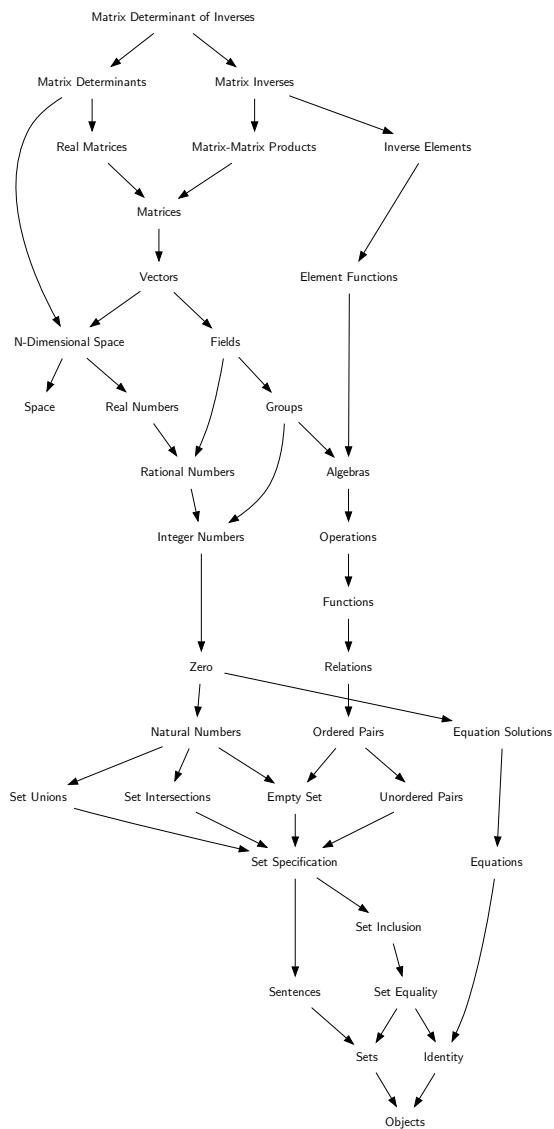 Matrix Determinant of Inverses
Matrix Determinants
Matrix Inverses
Real Matrices
Matrix-Matrix Products
Inverse Elements
Matrices
Vectors
Element Functions
N-Dimensional Space
Fields
Space
Real Numbers
Groups
Rational Numbers
Algebras
Integer Numbers
Operations
Functions
Zero
Relations
Natural Numbers
Ordered Pairs
Equation Solutions
Set Unions
Set Intersections
Empty Set
Unordered Pairs
Set Specification
Equations
Set Inclusion
Sentences
Set Equality
Sets
Identity
Objects